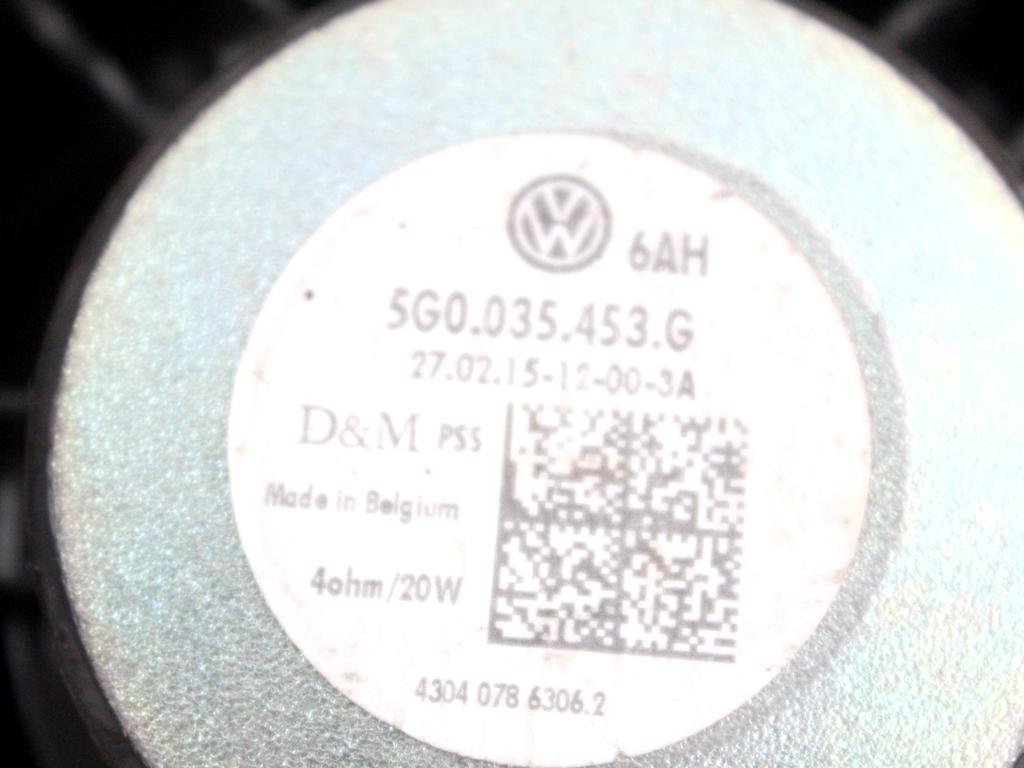 VW 6AH
5G0.035.453.G
27.02.15-12-00-3A
D&M PSS
Made in Belgium
4ohm/20W
4304 078 6306.2